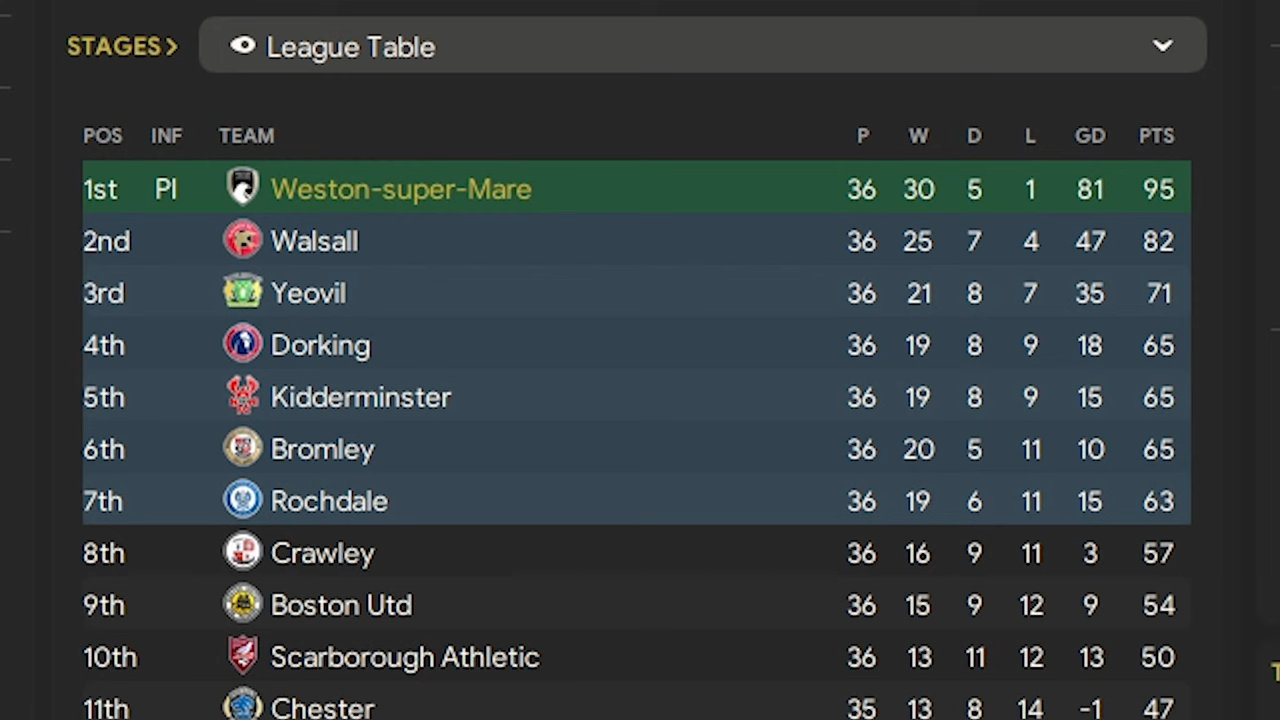 STAGES> League Table
POS INF TEAM P W D L GD PTS
1st Pl Weston-super-Mare 36 30 5 1 81 95
2nd Walsall 36 25 7 4 47 82
3rd Yeovil 36 21 8 7 35 71
4th Dorking 36 19 8 9 18 65
5th Kidderminster 36 19 8 9 15 65
6th Bromley 36 20 5 11 10 65
7th Rochdale 36 19 6 11 15 63
8th Crawley 36 16 9 11 3 57
9th Boston Utd 36 15 9 12 9 54
10th Scarborough Athletic 36 13 11 12 13 50
11th Chester 35 13 8 14 -1 47